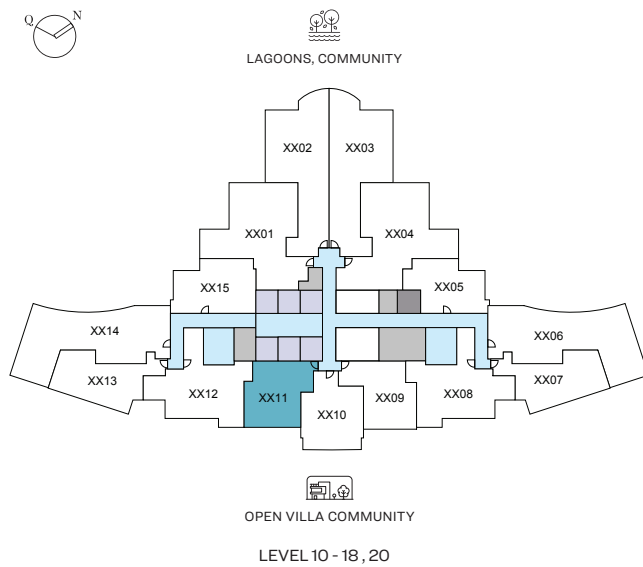 Q N
LAGOONS, COMMUNITY
XX02 XX03
XX01 XX04
XX15 XX05
XX14 XX06
XX13 XX07
XX12 XX11 XX10 XX09 XX08
OPEN VILLA COMMUNITY
LEVEL 10 - 18 , 20